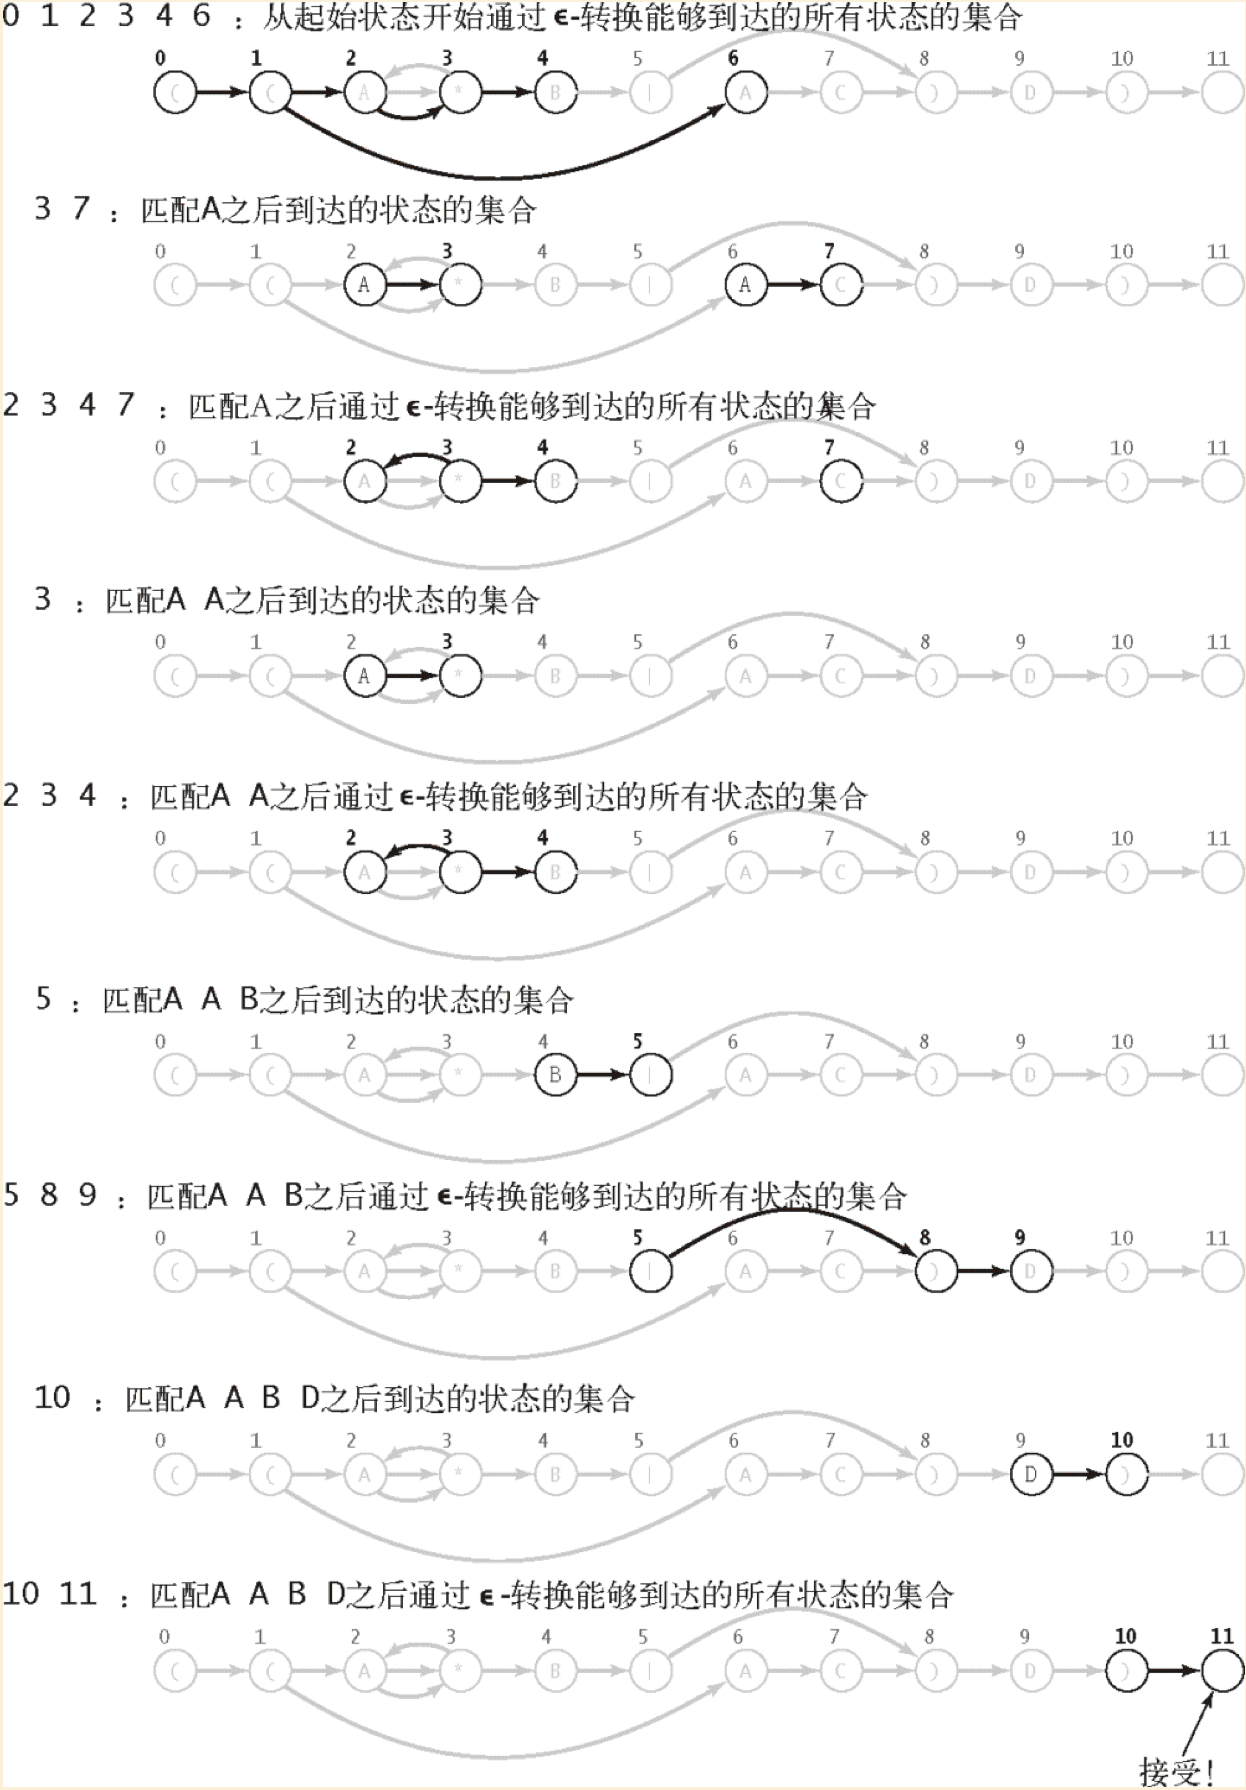 0 1 2 3 4 6 ：从起始状态开始通过ϵ-转换能够到达的所有状态的集合
0 1 2 3 4 5 6 7 8 9 10 11
( ( A * B | A C ) D )
3 7 ：匹配A之后到达的状态的集合
0 1 2 3 4 5 6 7 8 9 10 11
( ( A * B | A C ) D )
2 3 4 7 ：匹配A之后通过ϵ-转换能够到达的所有状态的集合
0 1 2 3 4 5 6 7 8 9 10 11
( ( A * B | A C ) D )
3 ：匹配A A之后到达的状态的集合
0 1 2 3 4 5 6 7 8 9 10 11
( ( A * B | A C ) D )
2 3 4 ：匹配A A之后通过ϵ-转换能够到达的所有状态的集合
0 1 2 3 4 5 6 7 8 9 10 11
( ( A * B | A C ) D )
5 ：匹配A A B之后到达的状态的集合
0 1 2 3 4 5 6 7 8 9 10 11
( ( A * B | A C ) D )
5 8 9 ：匹配A A B之后通过ϵ-转换能够到达的所有状态的集合
0 1 2 3 4 5 6 7 8 9 10 11
( ( A * B | A C ) D )
10 ：匹配A A B D之后到达的状态的集合
0 1 2 3 4 5 6 7 8 9 10 11
( ( A * B | A C ) D )
10 11 ：匹配A A B D之后通过ϵ-转换能够到达的所有状态的集合
0 1 2 3 4 5 6 7 8 9 10 11
( ( A * B | A C ) D )
接受！